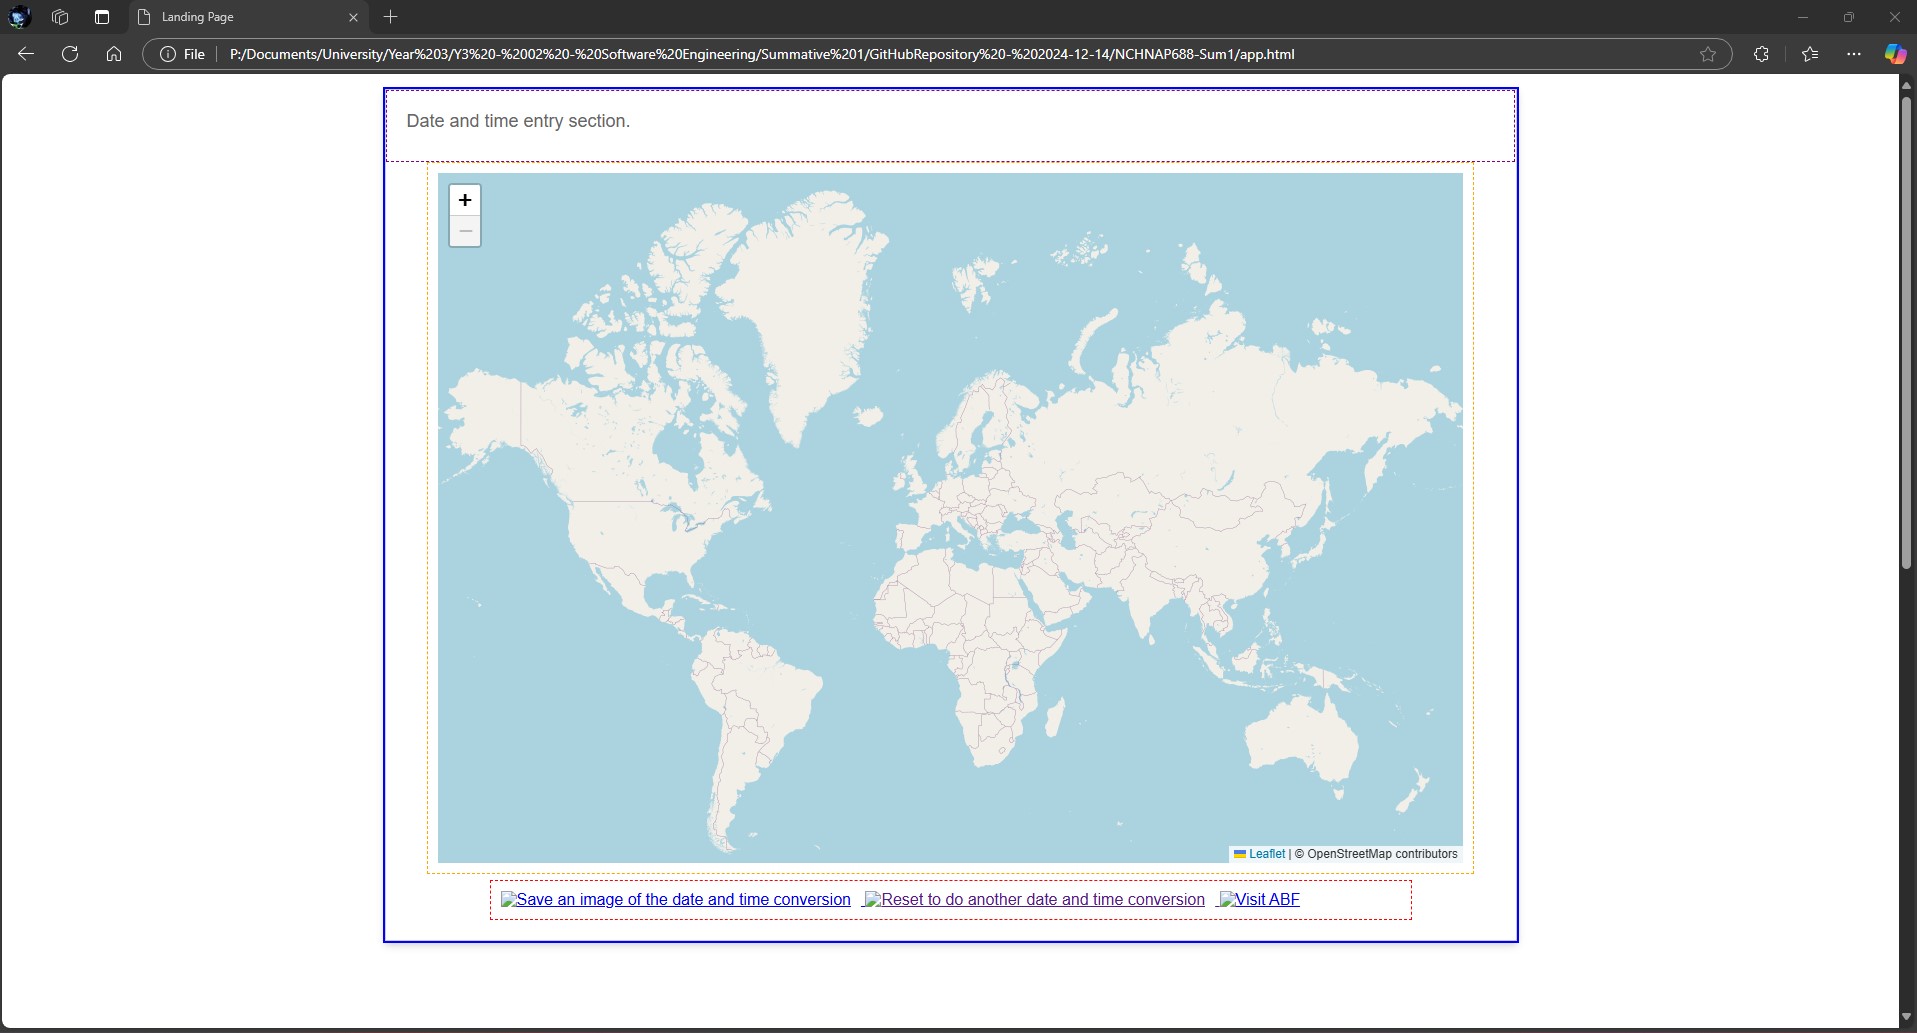 Landing Page
File
P:/Documents/University/Year%203/Y3%20-%2002%20-%20Software%20Engineering/Summative%201/GitHubRepository%20-%202024-12-14/NCHNAP688-Sum1/app.html
Date and time entry section.
+
−
Leaflet | © OpenStreetMap contributors
Save an image of the date and time conversion Reset to do another date and time conversion Visit ABF